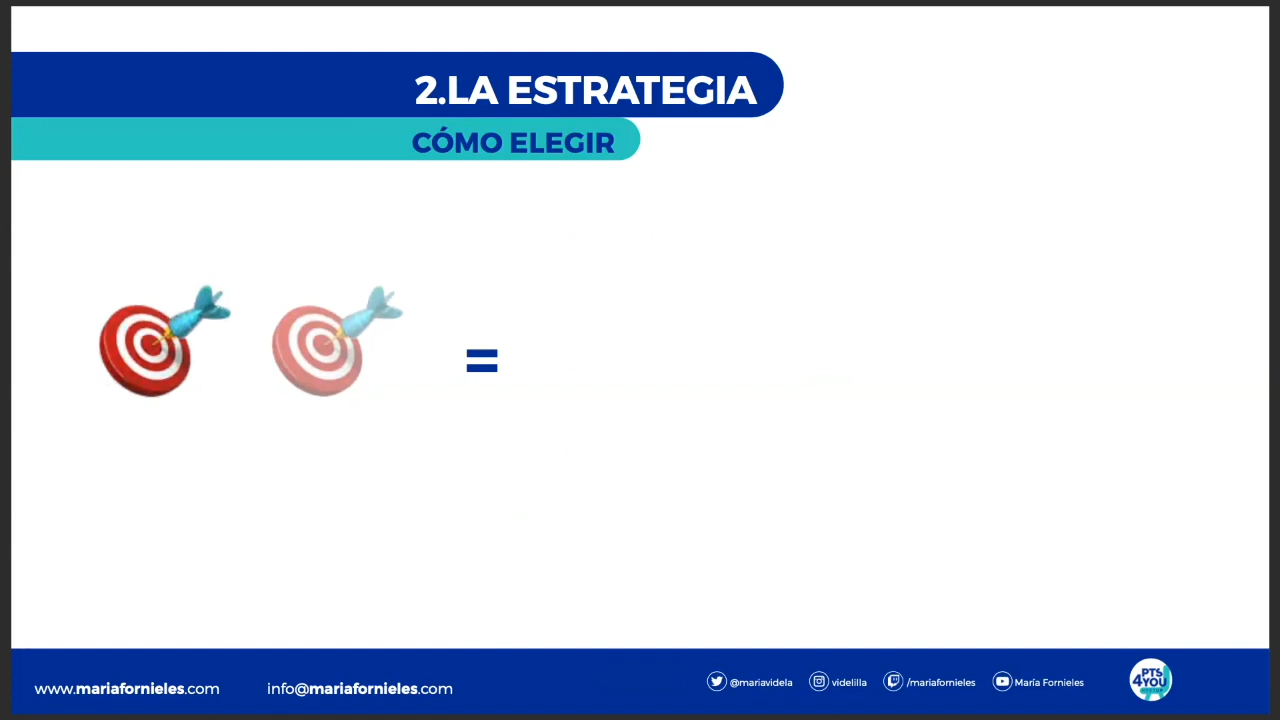 2.LA ESTRATEGIA
CÓMO ELEGIR
=
www.mariafornieles.com
info@mariafornieles.com
@mariavidela
videlilla
/mariafornieles
María Fornieles
PTS
4YOU